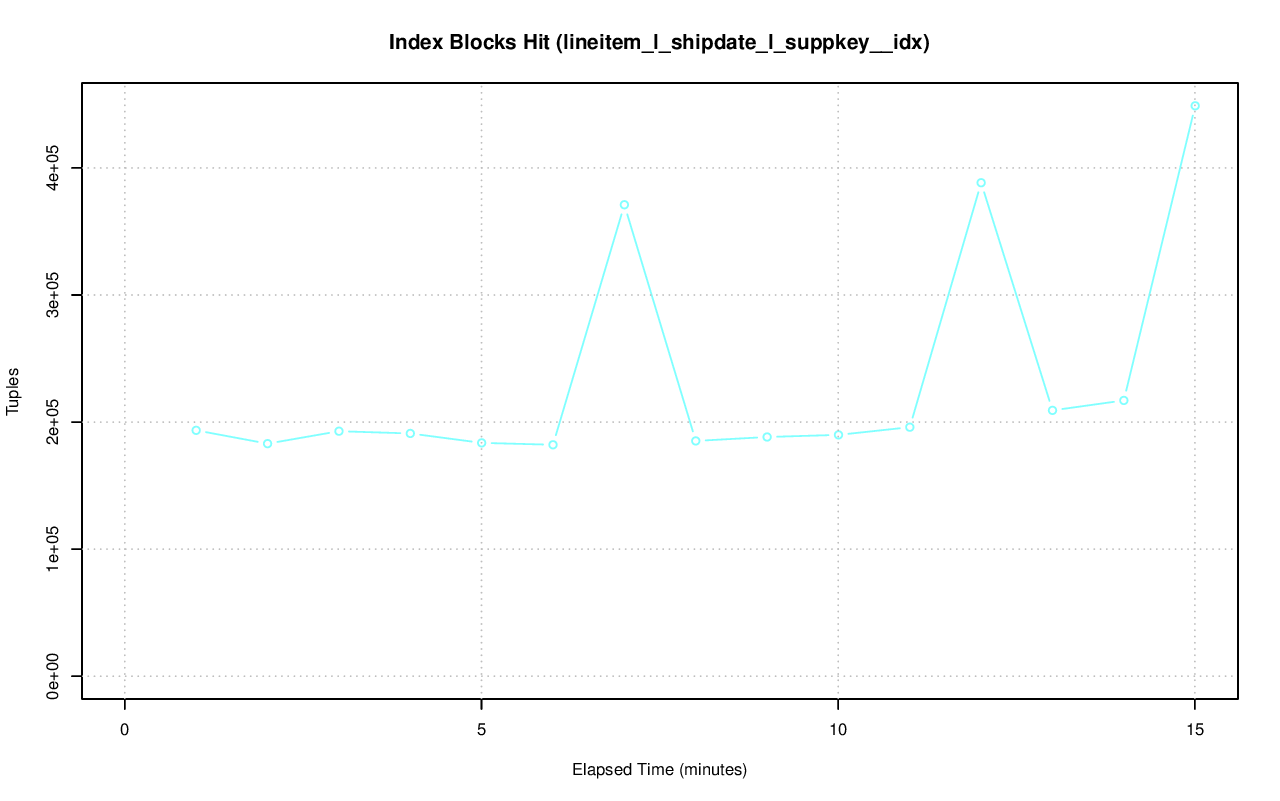 Index Blocks Hit (lineitem_l_shipdate_l_suppkey__idx)
Tuples
4e+05
3e+05
2e+05
1e+05
0e+00
0 5 10 15
Elapsed Time (minutes)